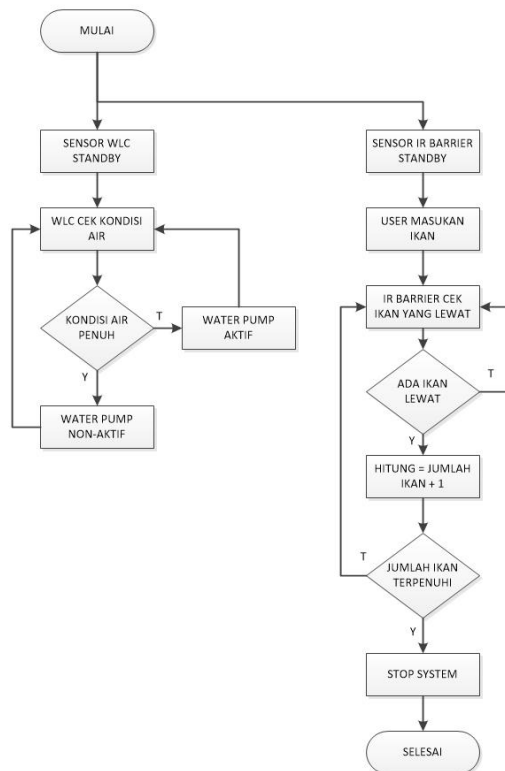 MULAI
SENSOR WLC
STANDBY
WLC CEK KONDISI
AIR
KONDISI AIR
PENUH
T
WATER PUMP
AKTIF
Y
WATER PUMP
NON-AKTIF
SENSOR IR BARRIER
STANDBY
USER MASUKAN
IKAN
IR BARRIER CEK
IKAN YANG LEWAT
ADA IKAN
LEWAT
T
Y
HITUNG = JUMLAH
IKAN + 1
T
JUMLAH IKAN
TERPENUHI
Y
STOP SYSTEM
SELESAI